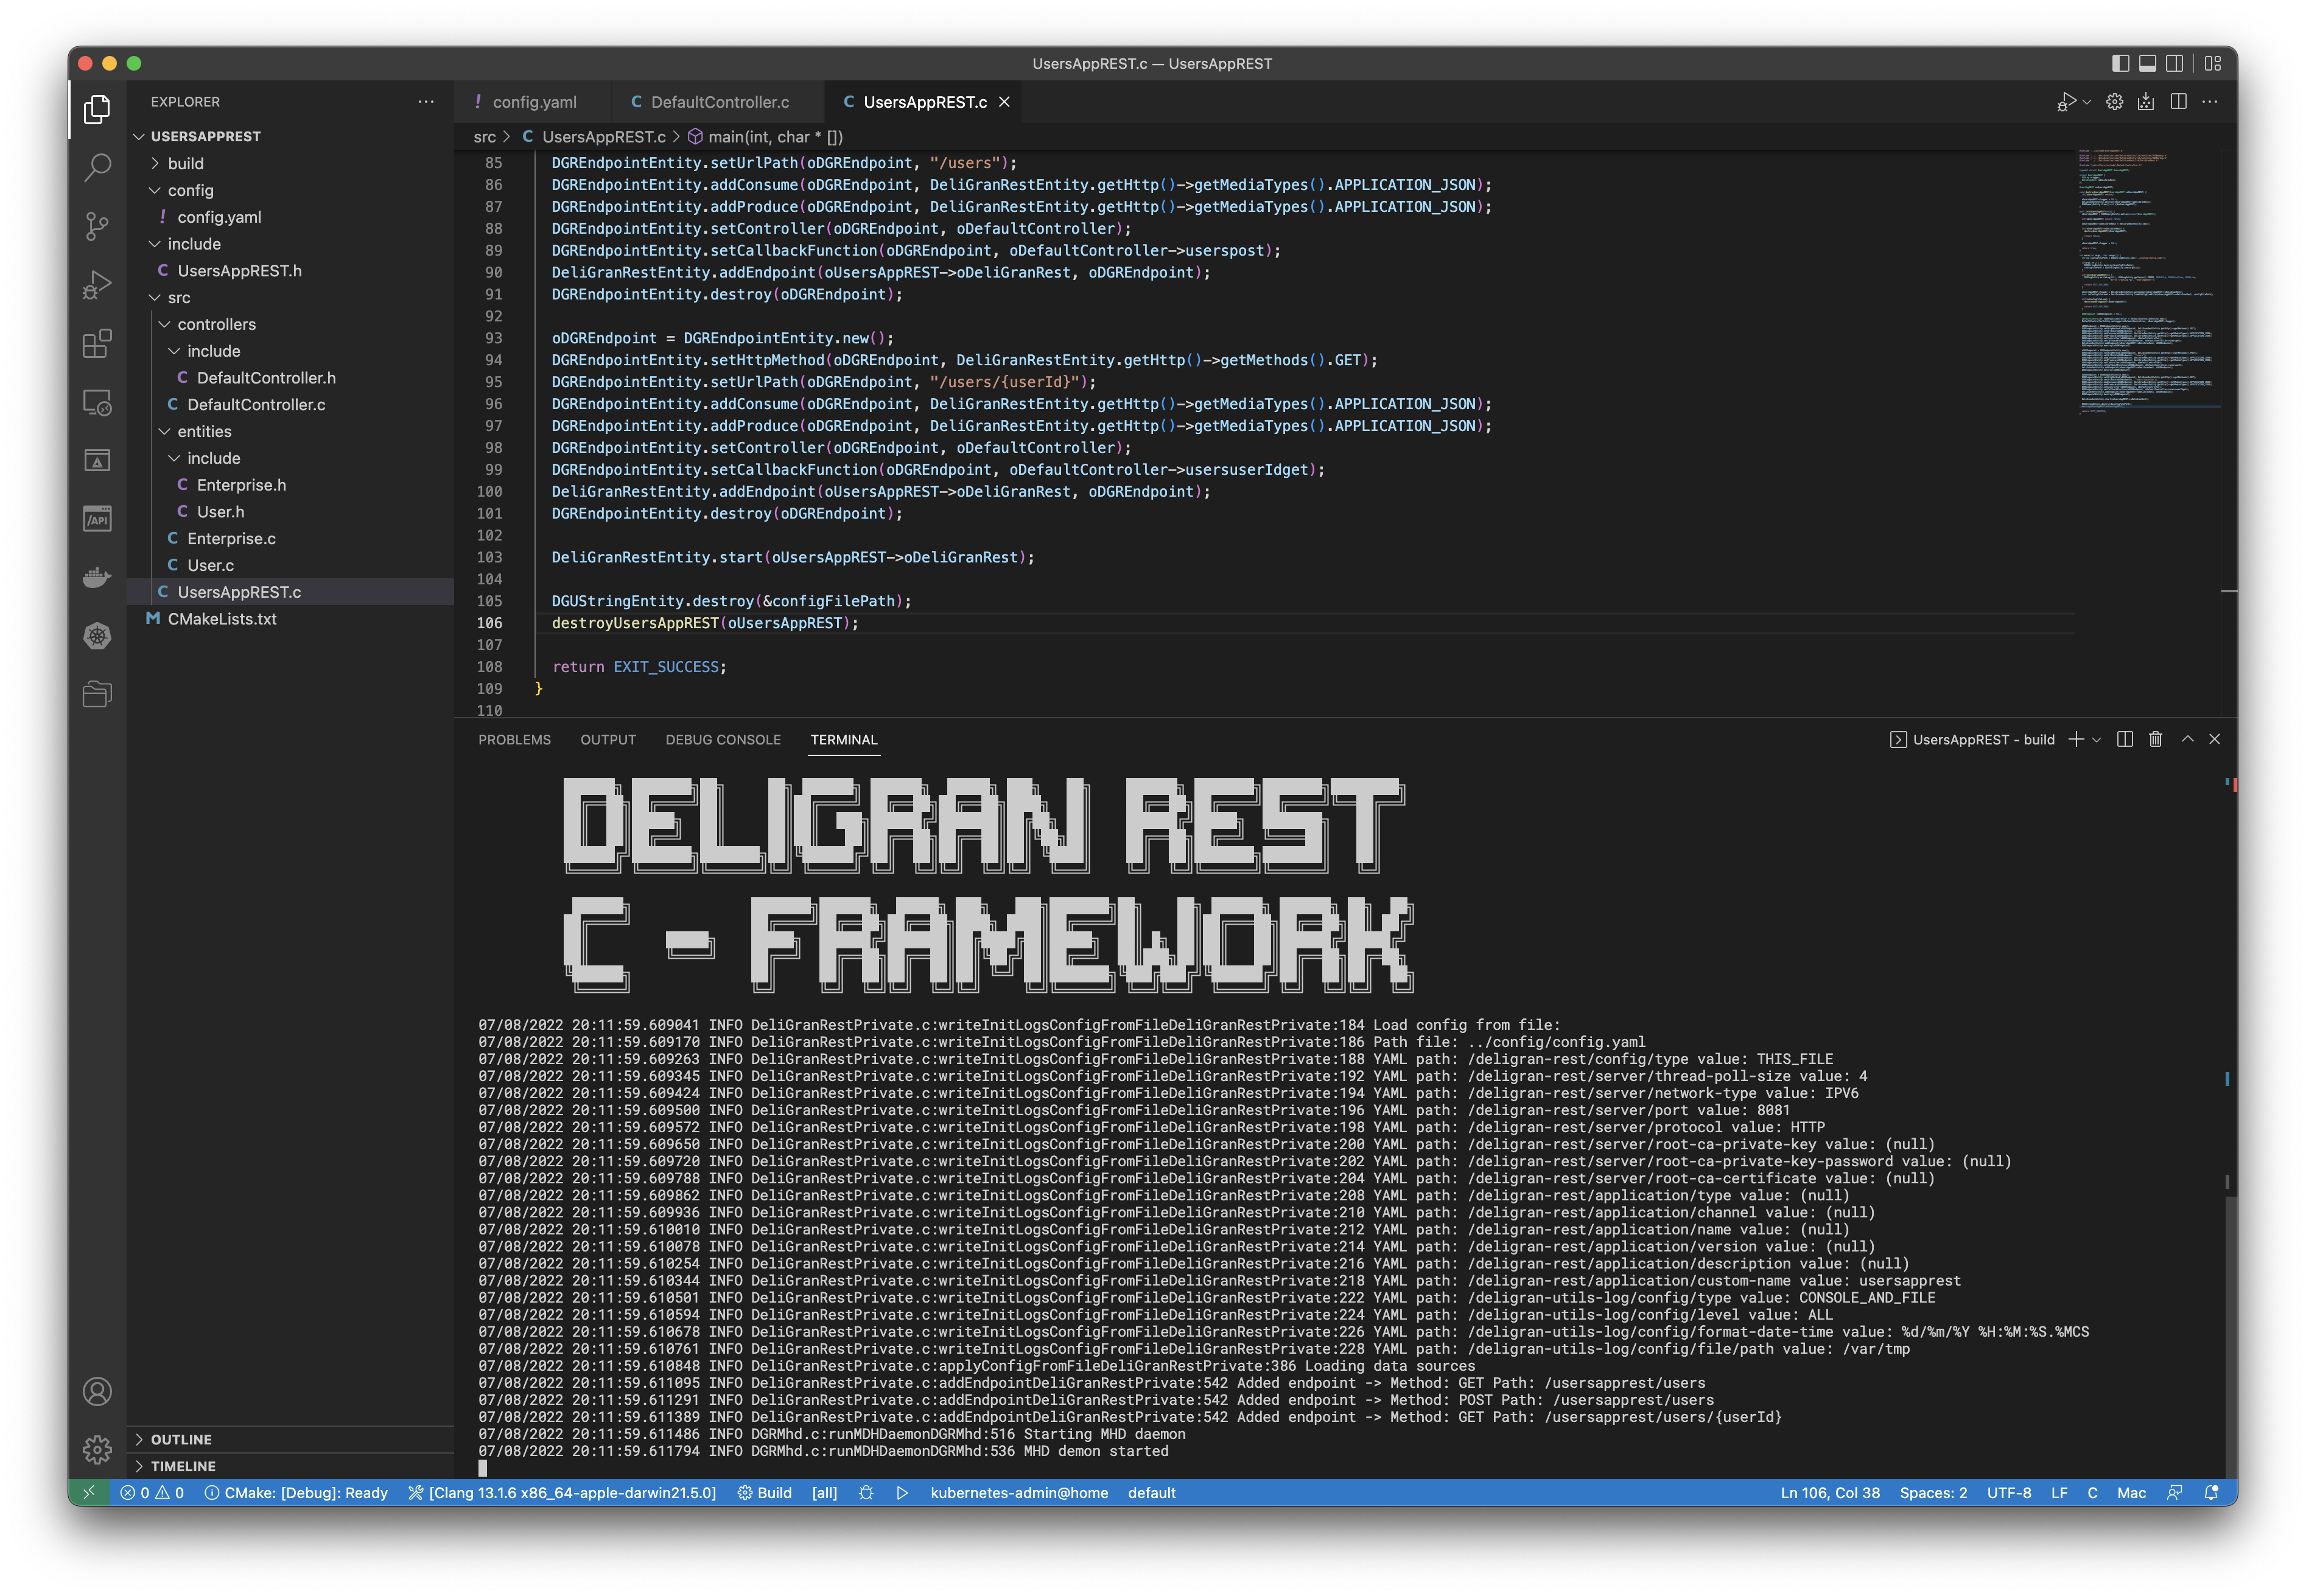 UsersAppREST.c — UsersAppREST
EXPLORER
USERSAPPREST
build
config
config.yaml
include
UsersAppREST.h
src
controllers
include
DefaultController.h
DefaultController.c
entities
include
Enterprise.h
User.h
Enterprise.c
User.c
UsersAppREST.c
CMakeLists.txt
OUTLINE
TIMELINE
config.yaml
DefaultController.c
UsersAppREST.c
src > UsersAppREST.c > main(int, char * [])
85 DGREndpointEntity.setUrlPath(oDGREndpoint, "/users");
86 DGREndpointEntity.addConsume(oDGREndpoint, DeliGranRestEntity.getHttp()->getMediaTypes().APPLICATION_JSON);
87 DGREndpointEntity.addProduce(oDGREndpoint, DeliGranRestEntity.getHttp()->getMediaTypes().APPLICATION_JSON);
88 DGREndpointEntity.setController(oDGREndpoint, oDefaultController);
89 DGREndpointEntity.setCallbackFunction(oDGREndpoint, oDefaultController->userspost);
90 DeliGranRestEntity.addEndpoint(oUsersAppREST->oDeliGranRest, oDGREndpoint);
91 DGREndpointEntity.destroy(oDGREndpoint);
92
93 oDGREndpoint = DGREndpointEntity.new();
94 DGREndpointEntity.setHttpMethod(oDGREndpoint, DeliGranRestEntity.getHttp()->getMethods().GET);
95 DGREndpointEntity.setUrlPath(oDGREndpoint, "/users/{userId}");
96 DGREndpointEntity.addConsume(oDGREndpoint, DeliGranRestEntity.getHttp()->getMediaTypes().APPLICATION_JSON);
97 DGREndpointEntity.addProduce(oDGREndpoint, DeliGranRestEntity.getHttp()->getMediaTypes().APPLICATION_JSON);
98 DGREndpointEntity.setController(oDGREndpoint, oDefaultController);
99 DGREndpointEntity.setCallbackFunction(oDGREndpoint, oDefaultController->usersuserIdget);
100 DeliGranRestEntity.addEndpoint(oUsersAppREST->oDeliGranRest, oDGREndpoint);
101 DGREndpointEntity.destroy(oDGREndpoint);
102
103 DeliGranRestEntity.start(oUsersAppREST->oDeliGranRest);
104
105 DGUStringEntity.destroy(&configFilePath);
106 destroyUsersAppREST(oUsersAppREST);
107
108 return EXIT_SUCCESS;
109 }
110
PROBLEMS OUTPUT DEBUG CONSOLE TERMINAL
UsersAppREST - build
DELIGRAN REST
C - FRAMEWORK
07/08/2022 20:11:59.609041 INFO DeliGranRestPrivate.c:writeInitLogsConfigFromFileDeliGranRestPrivate:184 Load config from file:
07/08/2022 20:11:59.609170 INFO DeliGranRestPrivate.c:writeInitLogsConfigFromFileDeliGranRestPrivate:186 Path file: ../config/config.yaml
07/08/2022 20:11:59.609263 INFO DeliGranRestPrivate.c:writeInitLogsConfigFromFileDeliGranRestPrivate:188 YAML path: /deligran-rest/config/type value: THIS_FILE
07/08/2022 20:11:59.609345 INFO DeliGranRestPrivate.c:writeInitLogsConfigFromFileDeliGranRestPrivate:192 YAML path: /deligran-rest/server/thread-poll-size value: 4
07/08/2022 20:11:59.609424 INFO DeliGranRestPrivate.c:writeInitLogsConfigFromFileDeliGranRestPrivate:194 YAML path: /deligran-rest/server/network-type value: IPV6
07/08/2022 20:11:59.609500 INFO DeliGranRestPrivate.c:writeInitLogsConfigFromFileDeliGranRestPrivate:196 YAML path: /deligran-rest/server/port value: 8081
07/08/2022 20:11:59.609572 INFO DeliGranRestPrivate.c:writeInitLogsConfigFromFileDeliGranRestPrivate:198 YAML path: /deligran-rest/server/protocol value: HTTP
07/08/2022 20:11:59.609650 INFO DeliGranRestPrivate.c:writeInitLogsConfigFromFileDeliGranRestPrivate:200 YAML path: /deligran-rest/server/root-ca-private-key value: (null)
07/08/2022 20:11:59.609720 INFO DeliGranRestPrivate.c:writeInitLogsConfigFromFileDeliGranRestPrivate:202 YAML path: /deligran-rest/server/root-ca-private-key-password value: (null)
07/08/2022 20:11:59.609788 INFO DeliGranRestPrivate.c:writeInitLogsConfigFromFileDeliGranRestPrivate:204 YAML path: /deligran-rest/server/root-ca-certificate value: (null)
07/08/2022 20:11:59.609862 INFO DeliGranRestPrivate.c:writeInitLogsConfigFromFileDeliGranRestPrivate:208 YAML path: /deligran-rest/application/type value: (null)
07/08/2022 20:11:59.609936 INFO DeliGranRestPrivate.c:writeInitLogsConfigFromFileDeliGranRestPrivate:210 YAML path: /deligran-rest/application/channel value: (null)
07/08/2022 20:11:59.610010 INFO DeliGranRestPrivate.c:writeInitLogsConfigFromFileDeliGranRestPrivate:212 YAML path: /deligran-rest/application/name value: (null)
07/08/2022 20:11:59.610078 INFO DeliGranRestPrivate.c:writeInitLogsConfigFromFileDeliGranRestPrivate:214 YAML path: /deligran-rest/application/version value: (null)
07/08/2022 20:11:59.610254 INFO DeliGranRestPrivate.c:writeInitLogsConfigFromFileDeliGranRestPrivate:216 YAML path: /deligran-rest/application/description value: (null)
07/08/2022 20:11:59.610344 INFO DeliGranRestPrivate.c:writeInitLogsConfigFromFileDeliGranRestPrivate:218 YAML path: /deligran-rest/application/custom-name value: usersapprest
07/08/2022 20:11:59.610501 INFO DeliGranRestPrivate.c:writeInitLogsConfigFromFileDeliGranRestPrivate:222 YAML path: /deligran-utils-log/config/type value: CONSOLE_AND_FILE
07/08/2022 20:11:59.610594 INFO DeliGranRestPrivate.c:writeInitLogsConfigFromFileDeliGranRestPrivate:224 YAML path: /deligran-utils-log/config/level value: ALL
07/08/2022 20:11:59.610678 INFO DeliGranRestPrivate.c:writeInitLogsConfigFromFileDeliGranRestPrivate:226 YAML path: /deligran-utils-log/config/format-date-time value: %d/%m/%Y %H:%M:%S.%MCS
07/08/2022 20:11:59.610761 INFO DeliGranRestPrivate.c:writeInitLogsConfigFromFileDeliGranRestPrivate:228 YAML path: /deligran-utils-log/config/file/path value: /var/tmp
07/08/2022 20:11:59.610848 INFO DeliGranRestPrivate.c:applyConfigFromFileDeliGranRestPrivate:386 Loading data sources
07/08/2022 20:11:59.611095 INFO DeliGranRestPrivate.c:addEndpointDeliGranRestPrivate:542 Added endpoint -> Method: GET Path: /usersapprest/users
07/08/2022 20:11:59.611291 INFO DeliGranRestPrivate.c:addEndpointDeliGranRestPrivate:542 Added endpoint -> Method: POST Path: /usersapprest/users
07/08/2022 20:11:59.611389 INFO DeliGranRestPrivate.c:addEndpointDeliGranRestPrivate:542 Added endpoint -> Method: GET Path: /usersapprest/users/{userId}
07/08/2022 20:11:59.611486 INFO DGRMhd.c:runMDHDaemonDGRMhd:516 Starting MHD daemon
07/08/2022 20:11:59.611794 INFO DGRMhd.c:runMDHDaemonDGRMhd:536 MHD demon started
0 0 CMake: [Debug]: Ready [Clang 13.1.6 x86_64-apple-darwin21.5.0] Build [all] kubernetes-admin@home default Ln 106, Col 38 Spaces: 2 UTF-8 LF C Mac